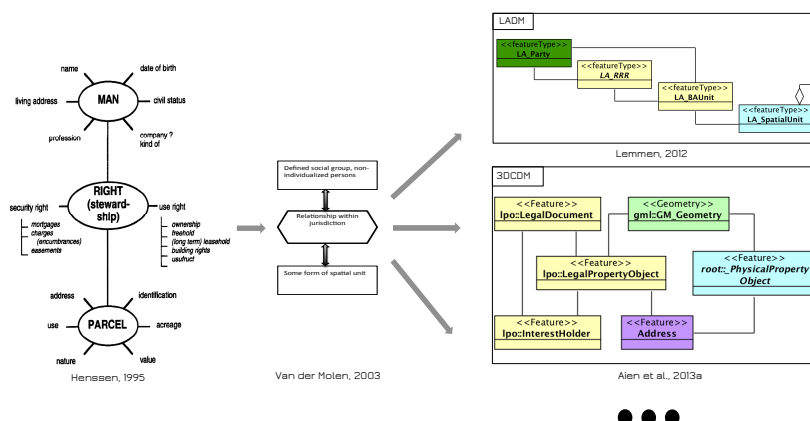 name
date of birth
MAN
living address
civil status
profession
company ?
kind of
RIGHT
(steward-
ship)
security right
use right
mortgages
charges
(encumbrances)
easements
ownership
freehold
(long term) leasehold
building rights
usufruct
address
identification
use
PARCEL
acreage
nature
value
Henssen, 1995
Defined social group, non-
individualized persons
Relationship within
jurisdiction
Some form of spatial unit
Van der Molen, 2003
LADM
<<featureType>>
LA_Party
<<featureType>>
LA_RRR
<<featureType>>
LA_BAUnit
<<featureType>>
LA_SpatialUnit
Lemmen, 2012
3DCDM
<<Feature>>
lpo::LegalDocument
<<Geometry>>
gml::GM_Geometry
<<Feature>>
lpo::LegalPropertyObject
<<Feature>>
root::_PhysicalProperty
Object
<<Feature>>
lpo::InterestHolder
<<Feature>>
Address
Aien et al., 2013a